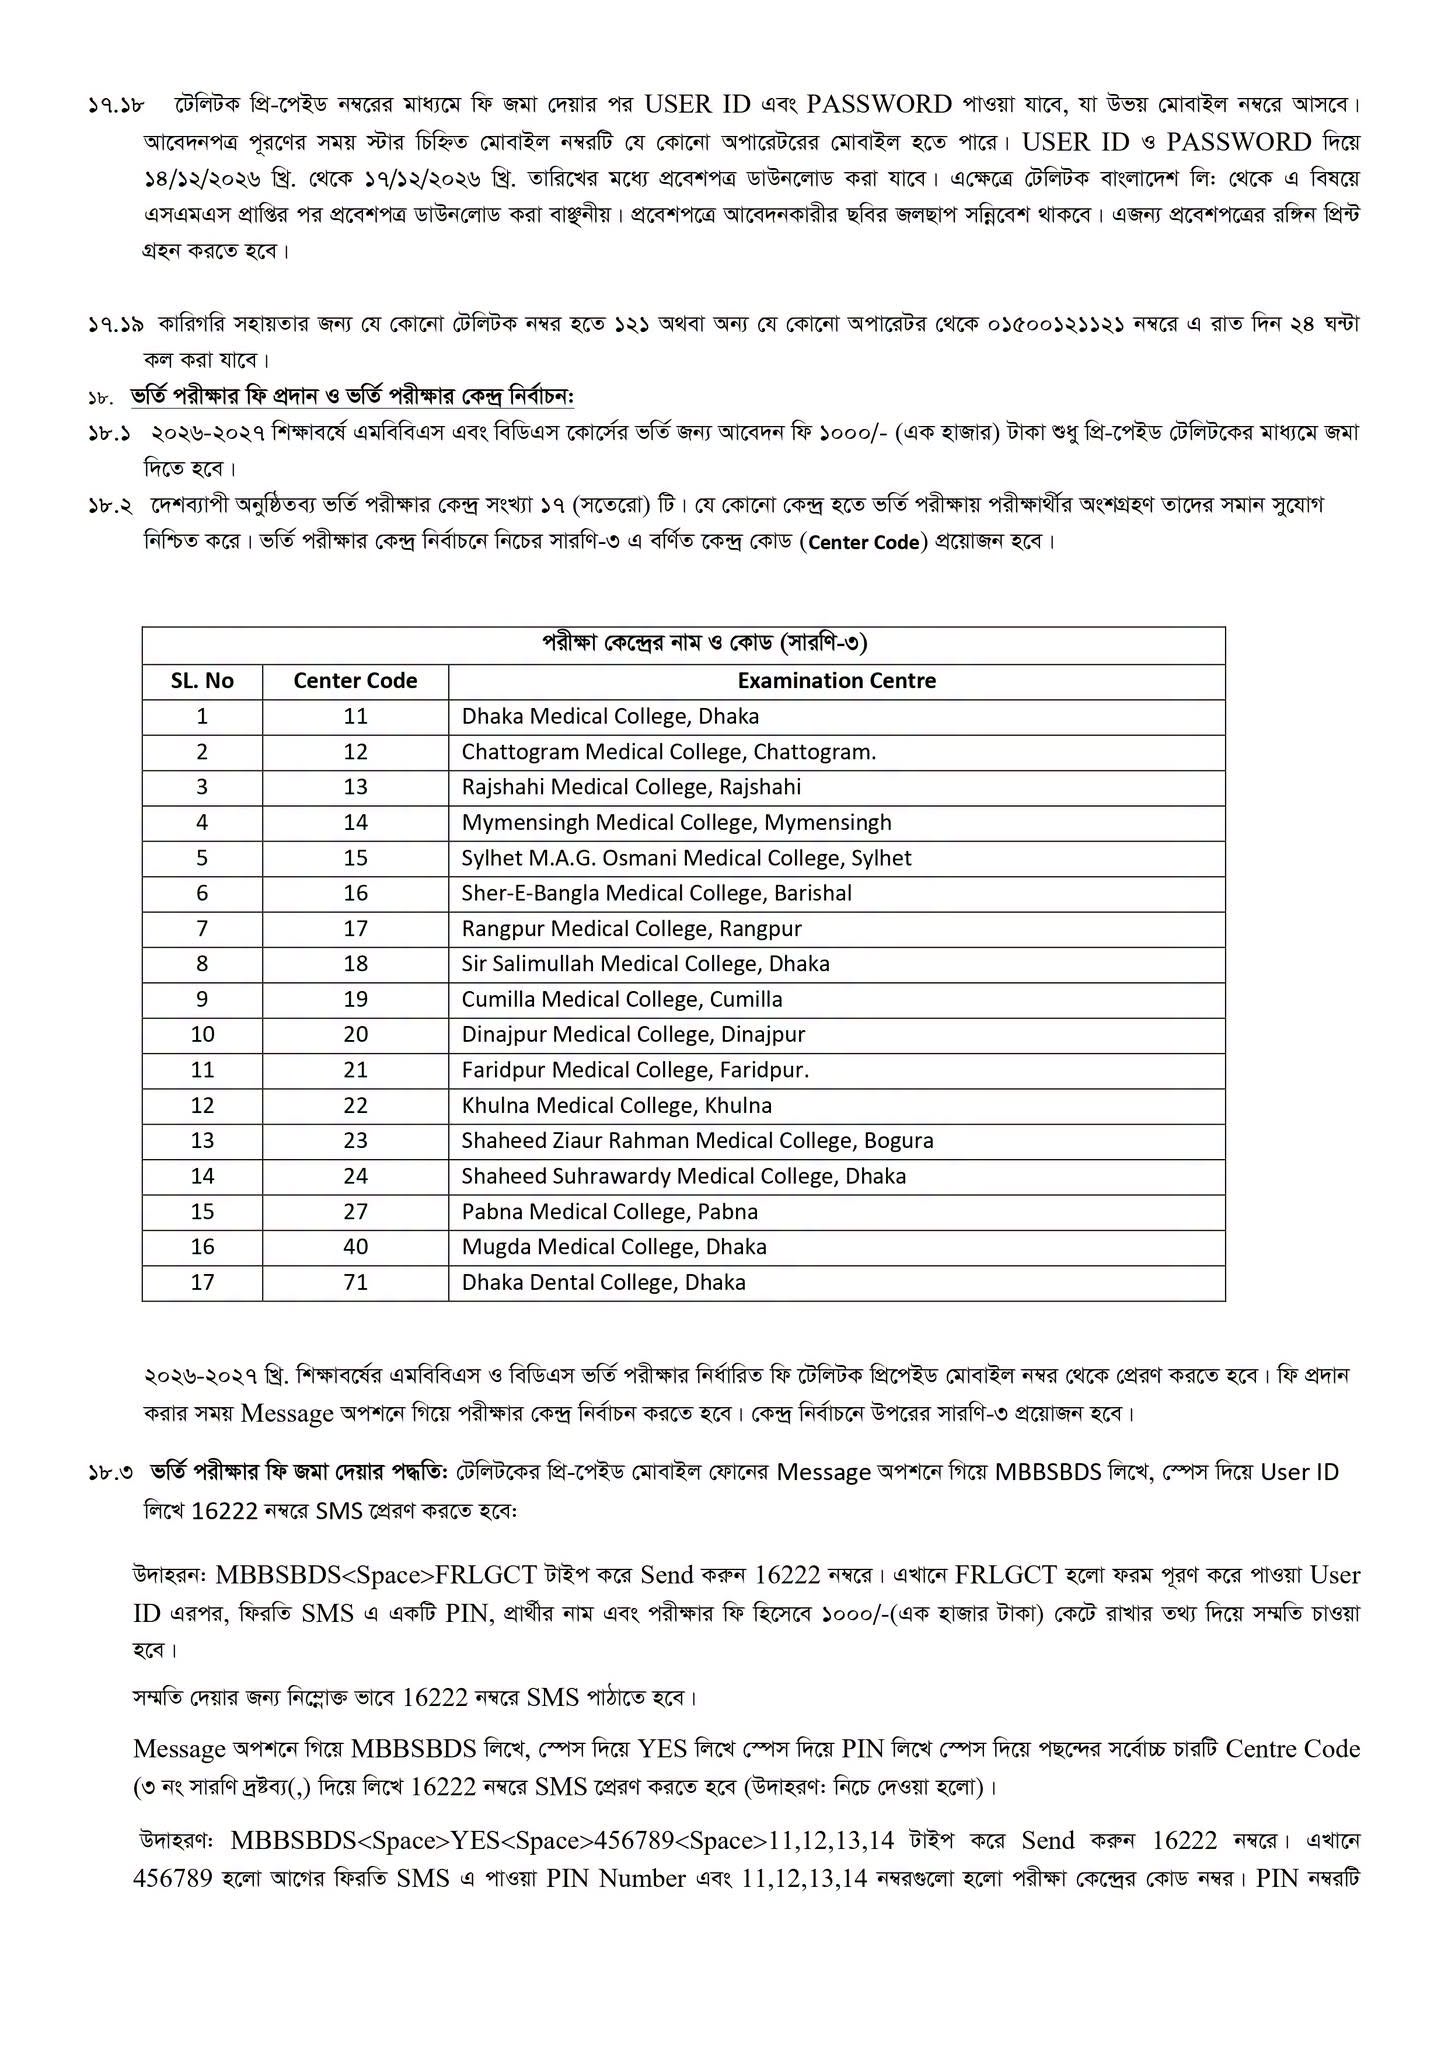 ১৭.১৮ টেলিটক প্রি-পেইড নম্বরের মাধ্যমে ফি জমা দেয়ার পর USER ID এবং PASSWORD পাওয়া যাবে, যা উভয় মোবাইল নম্বরে আসবে।
আবেদনপত্র পূরণের সময় স্টার চিহ্নিত মোবাইল নম্বরটি যে কোনো অপারেটরের মোবাইল হতে পারে। USER ID ও PASSWORD দিয়ে
১৪/১২/২০২৬ খ্রি. থেকে ১৭/১২/২০২৬ খ্রি. তারিখের মধ্যে প্রবেশপত্র ডাউনলোড করা যাবে। এক্ষেত্রে টেলিটক বাংলাদেশ লি: থেকে এ বিষয়ে
এসএমএস প্রাপ্তির পর প্রবেশপত্র ডাউনলোড করা বাঞ্ছনীয়। প্রবেশপত্রে আবেদনকারীর ছবির জলছাপ সন্নিবেশ থাকবে। এজন্য প্রবেশপত্রের রঙ্গিন প্রিন্ট
গ্রহন করতে হবে।
১৭.১৯ কারিগরি সহায়তার জন্য যে কোনো টেলিটক নম্বর হতে ১২১ অথবা অন্য যে কোনো অপারেটর থেকে ০১৫০০১২১১২১ নম্বরে এ রাত দিন ২৪ ঘন্টা
কল করা যাবে।
১৮. ভর্তি পরীক্ষার ফি প্রদান ও ভর্তি পরীক্ষার কেন্দ্র নির্বাচন:
১৮.১ ২০২৬-২০২৭ শিক্ষাবর্ষে এমবিবিএস এবং বিডিএস কোর্সের ভর্তি জন্য আবেদন ফি ১০০০/- (এক হাজার) টাকা শুধু প্রি-পেইড টেলিটকের মাধ্যমে জমা
দিতে হবে।
১৮.২ দেশব্যাপী অনুষ্ঠিতব্য ভর্তি পরীক্ষার কেন্দ্র সংখ্যা ১৭ (সতেরো) টি। যে কোনো কেন্দ্র হতে ভর্তি পরীক্ষায় পরীক্ষার্থীর অংশগ্রহণ তাদের সমান সুযোগ
নিশ্চিত করে। ভর্তি পরীক্ষার কেন্দ্র নির্বাচনে নিচের সারণি-৩ এ বর্ণিত কেন্দ্র কোড (Center Code) প্রয়োজন হবে।
পরীক্ষা কেন্দ্রের নাম ও কোড (সারণি-৩)
SL. No Center Code Examination Centre
1 11 Dhaka Medical College, Dhaka
2 12 Chattogram Medical College, Chattogram.
3 13 Rajshahi Medical College, Rajshahi
4 14 Mymensingh Medical College, Mymensingh
5 15 Sylhet M.A.G. Osmani Medical College, Sylhet
6 16 Sher-E-Bangla Medical College, Barishal
7 17 Rangpur Medical College, Rangpur
8 18 Sir Salimullah Medical College, Dhaka
9 19 Cumilla Medical College, Cumilla
10 20 Dinajpur Medical College, Dinajpur
11 21 Faridpur Medical College, Faridpur.
12 22 Khulna Medical College, Khulna
13 23 Shaheed Ziaur Rahman Medical College, Bogura
14 24 Shaheed Suhrawardy Medical College, Dhaka
15 27 Pabna Medical College, Pabna
16 40 Mugda Medical College, Dhaka
17 71 Dhaka Dental College, Dhaka
২০২৬-২০২৭ খ্রি. শিক্ষাবর্ষের এমবিবিএস ও বিডিএস ভর্তি পরীক্ষার নির্ধারিত ফি টেলিটক প্রিপেইড মোবাইল নম্বর থেকে প্রেরণ করতে হবে। ফি প্রদান
করার সময় Message অপশনে গিয়ে পরীক্ষার কেন্দ্র নির্বাচন করতে হবে। কেন্দ্র নির্বাচনে উপরের সারণি-৩ প্রয়োজন হবে।
১৮.৩ ভর্তি পরীক্ষার ফি জমা দেয়ার পদ্ধতি: টেলিটকের প্রি-পেইড মোবাইল ফোনের Message অপশনে গিয়ে MBBSBDS লিখে, স্পেস দিয়ে User ID
লিখে 16222 নম্বরে SMS প্রেরণ করতে হবে:
উদাহরন: MBBSBDS<Space>FRLGCT টাইপ করে Send করুন 16222 নম্বরে। এখানে FRLGCT হলো ফরম পূরণ করে পাওয়া User
ID এরপর, ফিরতি SMS এ একটি PIN, প্রার্থীর নাম এবং পরীক্ষার ফি হিসেবে ১০০০/-(এক হাজার টাকা) কেটে রাখার তথ্য দিয়ে সম্মতি চাওয়া
হবে।
সম্মতি দেয়ার জন্য নিম্নোক্ত ভাবে 16222 নম্বরে SMS পাঠাতে হবে।
Message অপশনে গিয়ে MBBSBDS লিখে, স্পেস দিয়ে YES লিখে স্পেস দিয়ে PIN লিখে স্পেস দিয়ে পছন্দের সর্বোচ্চ চারটি Centre Code
(৩ নং সারণি দ্রষ্টব্য(,) দিয়ে লিখে 16222 নম্বরে SMS প্রেরণ করতে হবে (উদাহরণ: নিচে দেওয়া হলো)।
উদাহরণ: MBBSBDS<Space>YES<Space>456789<Space>11,12,13,14 টাইপ করে Send করুন 16222 নম্বরে। এখানে
456789 হলো আগের ফিরতি SMS এ পাওয়া PIN Number এবং 11,12,13,14 নম্বরগুলো হলো পরীক্ষা কেন্দ্রের কোড নম্বর। PIN নম্বরটি